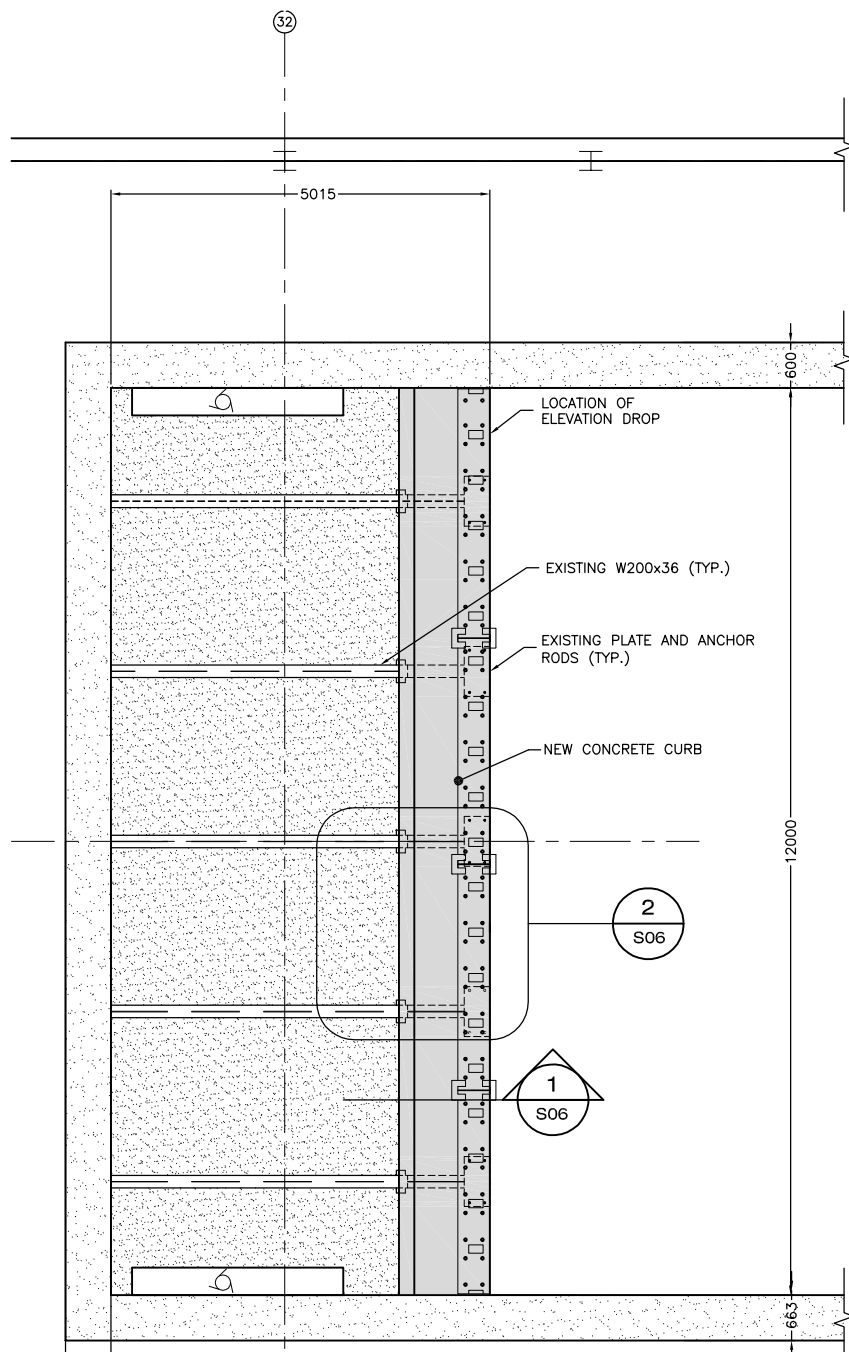 32
5015
600
LOCATION OF
ELEVATION DROP
EXISTING W200x36 (TYP.)
EXISTING PLATE AND ANCHOR
RODS (TYP.)
NEW CONCRETE CURB
12000
2
S06
1
S06
663